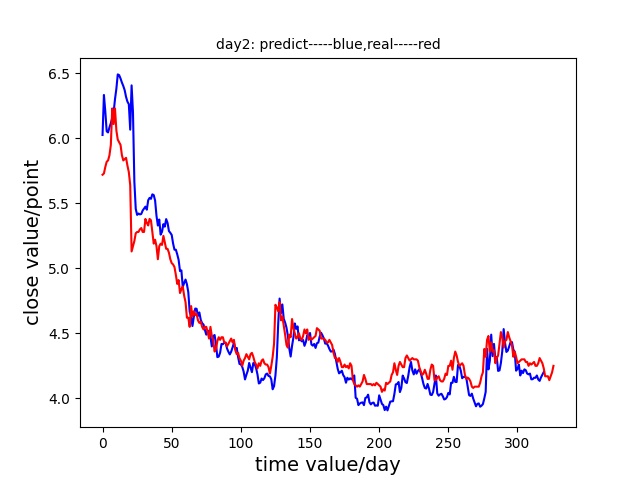 day2: predict-----blue,real-----red
6.5
6.0
5.5
5.0
4.5
4.0
close value/point
0 50 100 150 200 250 300
time value/day